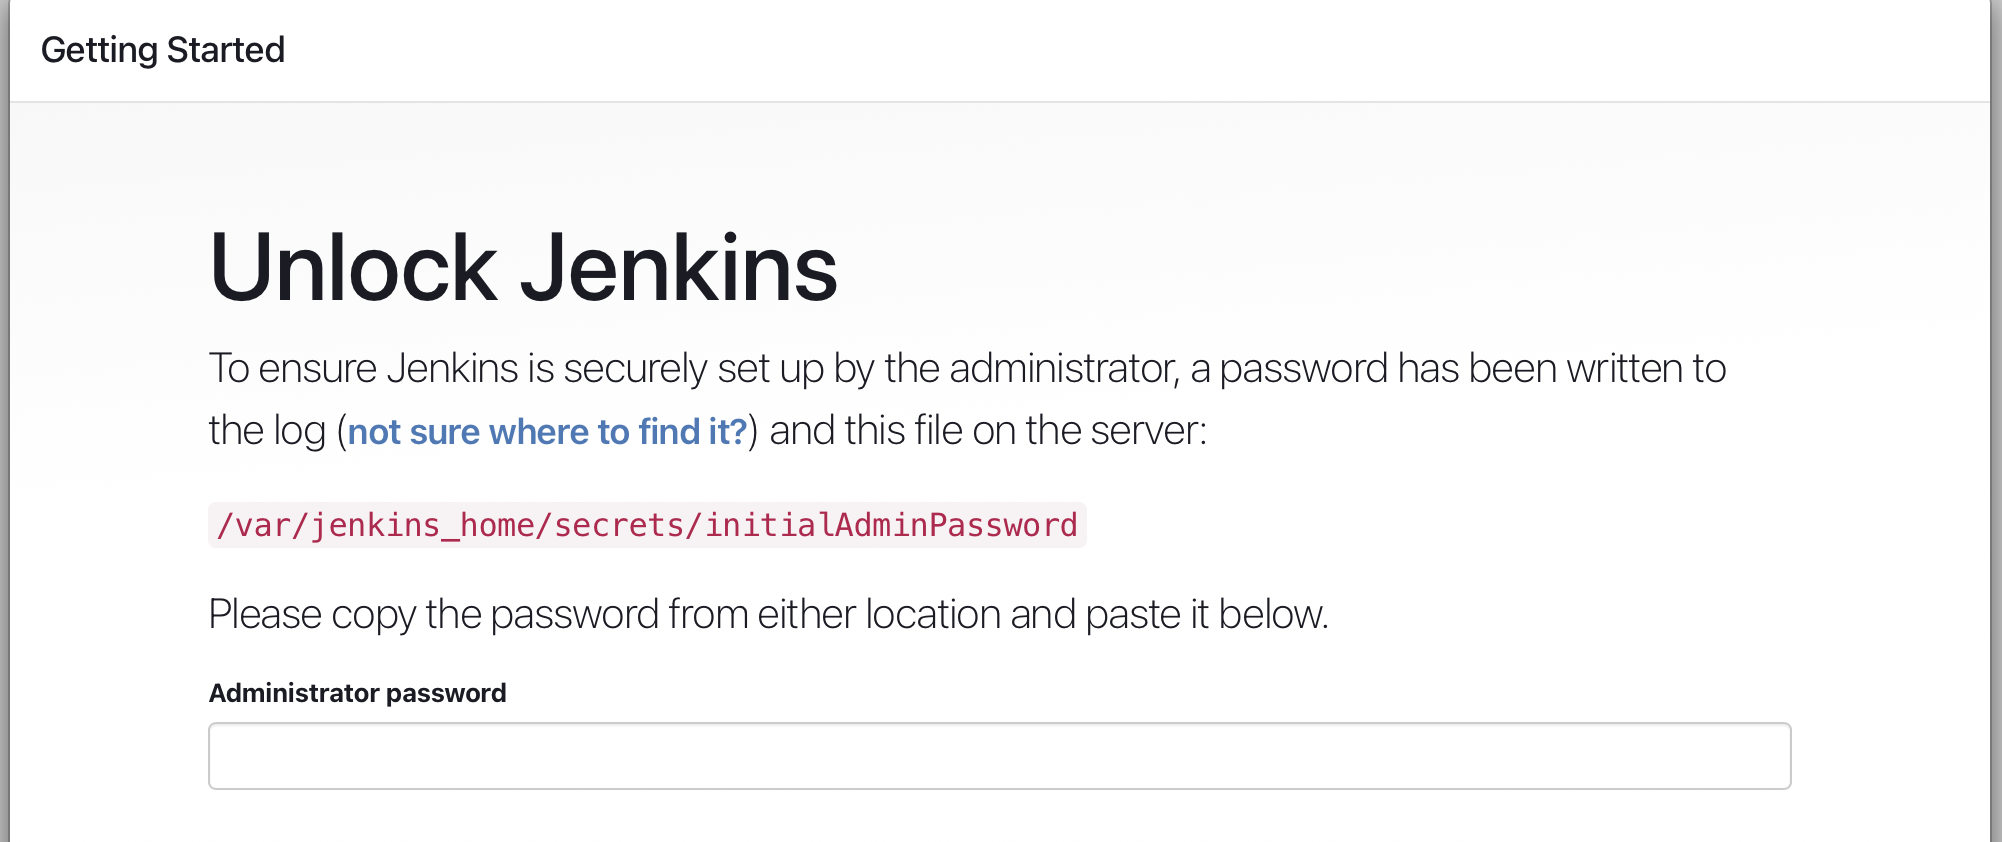 Getting Started
Unlock Jenkins
To ensure Jenkins is securely set up by the administrator, a password has been written to
the log (not sure where to find it?) and this file on the server:
/var/jenkins_home/secrets/initialAdminPassword
Please copy the password from either location and paste it below.
Administrator password